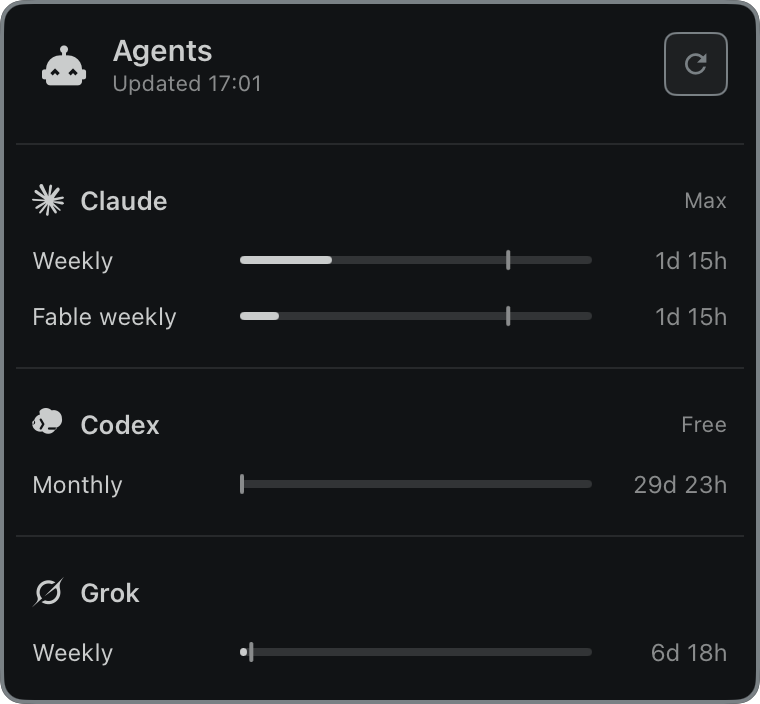 Agents
Updated 17:01
Claude Max
Weekly 1d 15h
Fable weekly 1d 15h
Codex Free
Monthly 29d 23h
Grok
Weekly 6d 18h